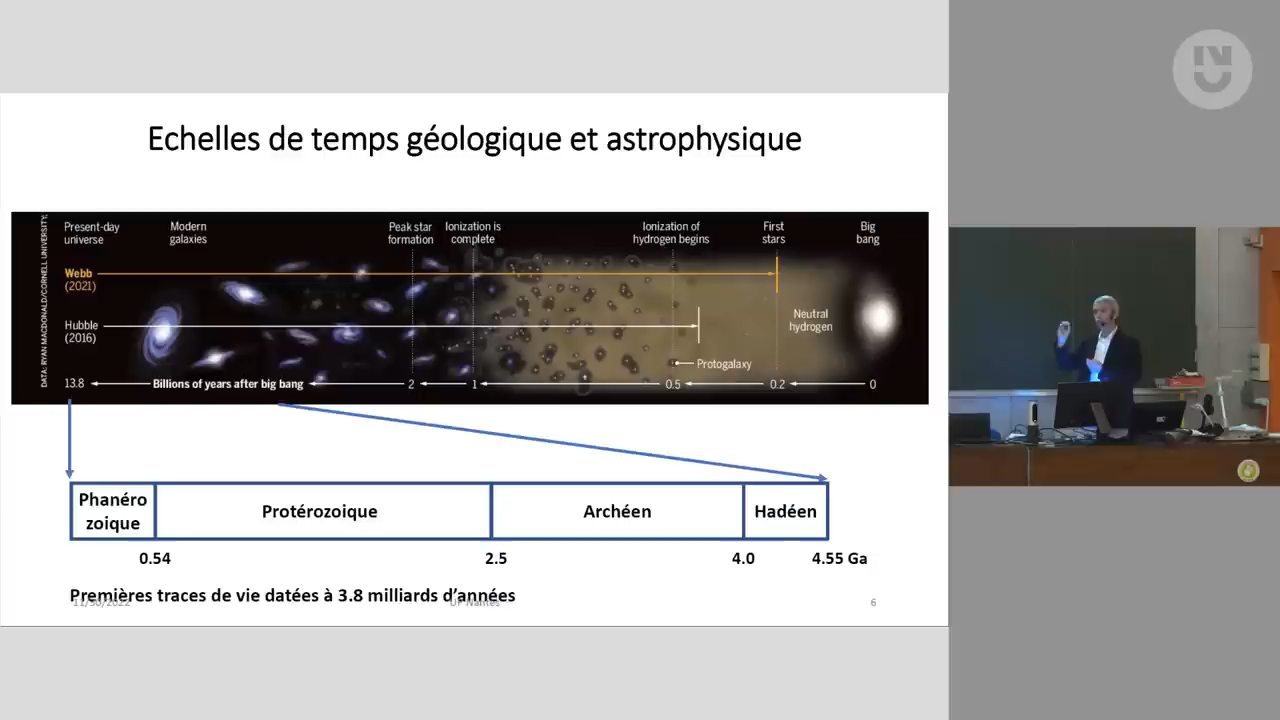 Echelles de temps géologique et astrophysique
DATA: RYAN MACDONALD/CORNELL UNIVERSITY;
Present-day
universe
Modern
galaxies
Peak star
formation
Ionization is
complete
Ionization of
hydrogen begins
First
stars
Big
bang
Webb
(2021)
Hubble
(2016)
Neutral
hydrogen
Protogalaxy
13.8 Billions of years after big bang 2 1 0.5 0.2 0
Phanéro
zoique
Protérozoique
Archéen
Hadéen
0.54 2.5 4.0 4.55 Ga
Premières traces de vie datées à 3.8 milliards d'années
11/30/2022 UP Nantes 6